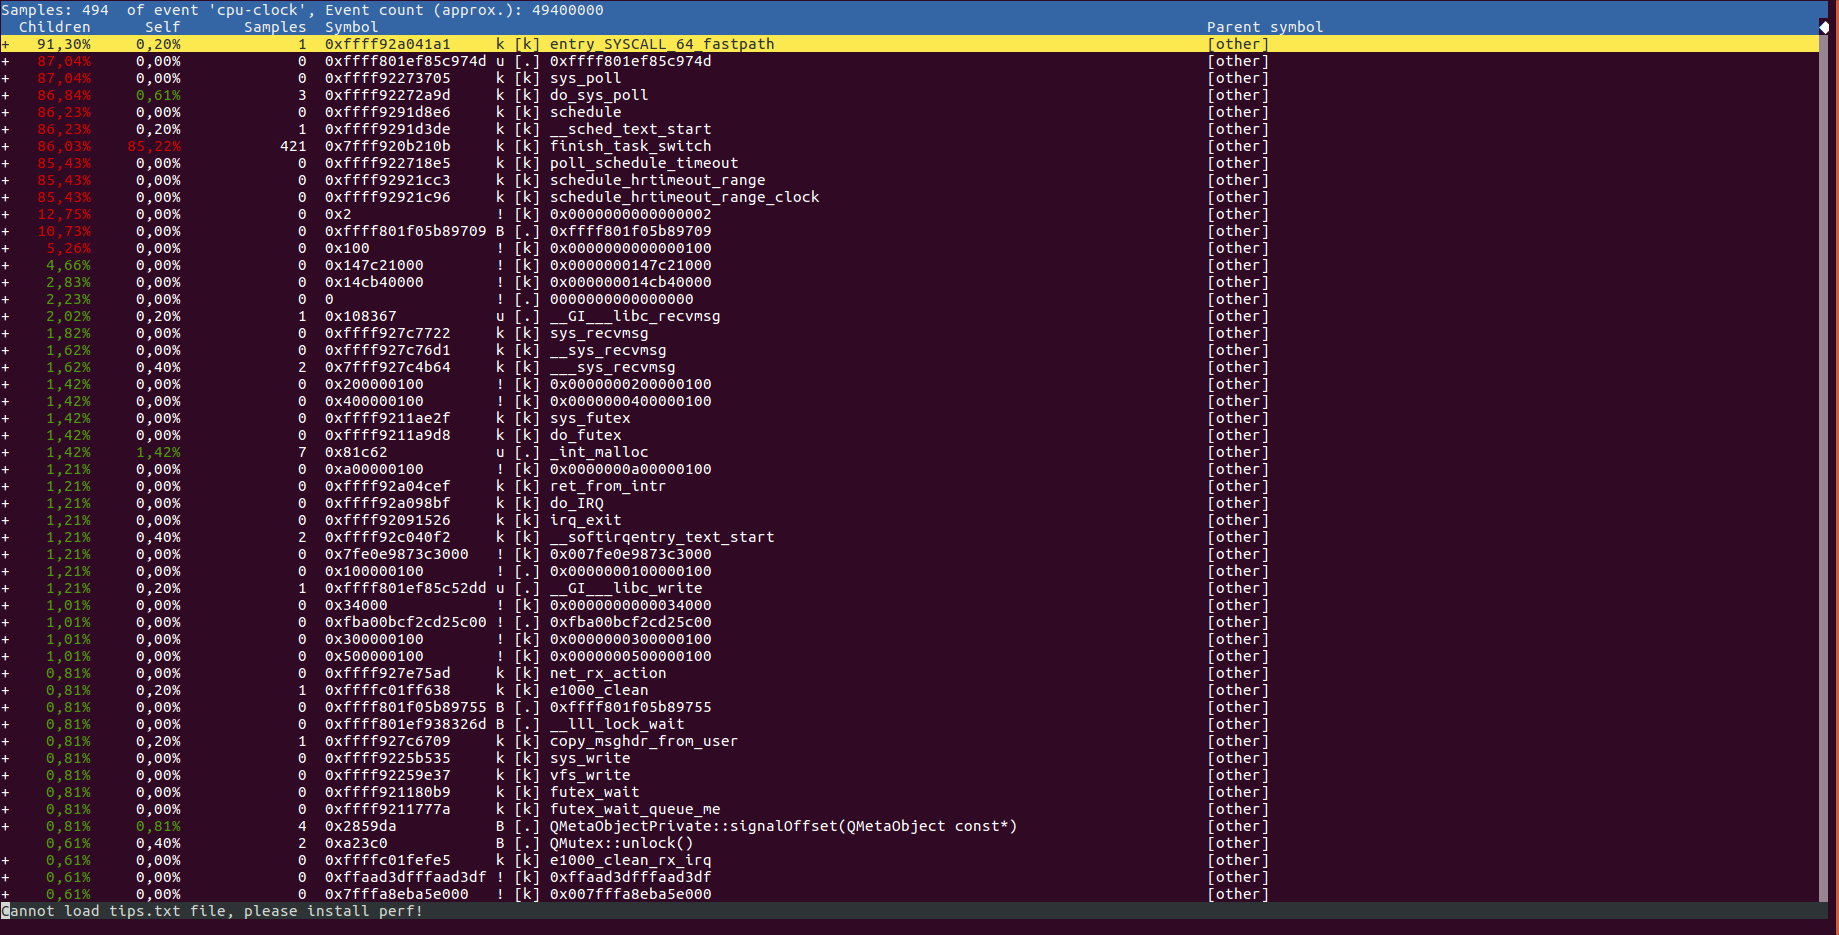 Samples: 494  of event 'cpu-clock', Event count (approx.): 49400000
Children Self Samples Symbol Parent symbol
+ 91,30% 0,20% 1 0xffff92a041a1 k [k] entry_SYSCALL_64_fastpath [other]
+ 87,04% 0,00% 0 0xffff801ef85c974d u [.] 0xffff801ef85c974d [other]
+ 87,04% 0,00% 0 0xffff92273705 k [k] sys_poll [other]
+ 86,84% 0,61% 3 0xffff92272a9d k [k] do_sys_poll [other]
+ 86,23% 0,00% 0 0xffff9291d8e6 k [k] schedule [other]
+ 86,23% 0,20% 1 0xffff9291d3de k [k] __sched_text_start [other]
+ 86,03% 85,22% 421 0x7fff920b210b k [k] finish_task_switch [other]
+ 85,43% 0,00% 0 0xffff922718e5 k [k] poll_schedule_timeout [other]
+ 85,43% 0,00% 0 0xffff92921cc3 k [k] schedule_hrtimeout_range [other]
+ 85,43% 0,00% 0 0xffff92921c96 k [k] schedule_hrtimeout_range_clock [other]
+ 12,75% 0,00% 0 0x2 ! [k] 0x0000000000000002 [other]
+ 10,73% 0,00% 0 0xffff801f05b89709 B [.] 0xffff801f05b89709 [other]
+ 5,26% 0,00% 0 0x100 ! [k] 0x0000000000000100 [other]
+ 4,66% 0,00% 0 0x147c21000 ! [k] 0x0000000147c21000 [other]
+ 2,83% 0,00% 0 0x14cb40000 ! [k] 0x000000014cb40000 [other]
+ 2,23% 0,00% 0 0 ! [.] 0000000000000000 [other]
+ 2,02% 0,20% 1 0x108367 u [.] __GI___libc_recvmsg [other]
+ 1,82% 0,00% 0 0xffff927c7722 k [k] sys_recvmsg [other]
+ 1,62% 0,00% 0 0xffff927c76d1 k [k] __sys_recvmsg [other]
+ 1,62% 0,40% 2 0x7fff927c4b64 k [k] ___sys_recvmsg [other]
+ 1,42% 0,00% 0 0x200000100 ! [k] 0x0000000200000100 [other]
+ 1,42% 0,00% 0 0x400000100 ! [k] 0x0000000400000100 [other]
+ 1,42% 0,00% 0 0xffff9211ae2f k [k] sys_futex [other]
+ 1,42% 0,00% 0 0xffff9211a9d8 k [k] do_futex [other]
+ 1,42% 1,42% 7 0x81c62 u [.] _int_malloc [other]
+ 1,21% 0,00% 0 0xa00000100 ! [k] 0x0000000a00000100 [other]
+ 1,21% 0,00% 0 0xffff92a04cef k [k] ret_from_intr [other]
+ 1,21% 0,00% 0 0xffff92a098bf k [k] do_IRQ [other]
+ 1,21% 0,00% 0 0xffff92091526 k [k] irq_exit [other]
+ 1,21% 0,40% 2 0xffff92c040f2 k [k] __softirqentry_text_start [other]
+ 1,21% 0,00% 0 0x7fe0e9873c3000 ! [k] 0x007fe0e9873c3000 [other]
+ 1,21% 0,00% 0 0x100000100 ! [.] 0x0000000100000100 [other]
+ 1,21% 0,20% 1 0xffff801ef85c52dd u [.] __GI___libc_write [other]
+ 1,01% 0,00% 0 0x34000 ! [k] 0x0000000000034000 [other]
+ 1,01% 0,00% 0 0xfba00bcf2cd25c00 ! [.] 0xfba00bcf2cd25c00 [other]
+ 1,01% 0,00% 0 0x300000100 ! [k] 0x0000000300000100 [other]
+ 1,01% 0,00% 0 0x500000100 ! [k] 0x0000000500000100 [other]
+ 0,81% 0,00% 0 0xffff927e75ad k [k] net_rx_action [other]
+ 0,81% 0,20% 1 0xffffc01ff638 k [k] e1000_clean [other]
+ 0,81% 0,00% 0 0xffff801f05b89755 B [.] 0xffff801f05b89755 [other]
+ 0,81% 0,00% 0 0xffff801ef938326d B [.] __lll_lock_wait [other]
+ 0,81% 0,20% 1 0xffff927c6709 k [k] copy_msghdr_from_user [other]
+ 0,81% 0,00% 0 0xffff9225b535 k [k] sys_write [other]
+ 0,81% 0,00% 0 0xffff92259e37 k [k] vfs_write [other]
+ 0,81% 0,00% 0 0xffff921180b9 k [k] futex_wait [other]
+ 0,81% 0,00% 0 0xffff9211777a k [k] futex_wait_queue_me [other]
+ 0,81% 0,81% 4 0x2859da B [.] QMetaObjectPrivate::signalOffset(QMetaObject const*) [other]
0,61% 0,40% 2 0xa23c0 B [.] QMutex::unlock() [other]
+ 0,61% 0,00% 0 0xffffc01fefe5 k [k] e1000_clean_rx_irq [other]
+ 0,61% 0,00% 0 0xffaad3dfffaad3df ! [k] 0xffaad3dfffaad3df [other]
+ 0,61% 0,00% 0 0x7fffa8eba5e000 ! [k] 0x007fffa8eba5e000 [other]
Cannot load tips.txt file, please install perf!